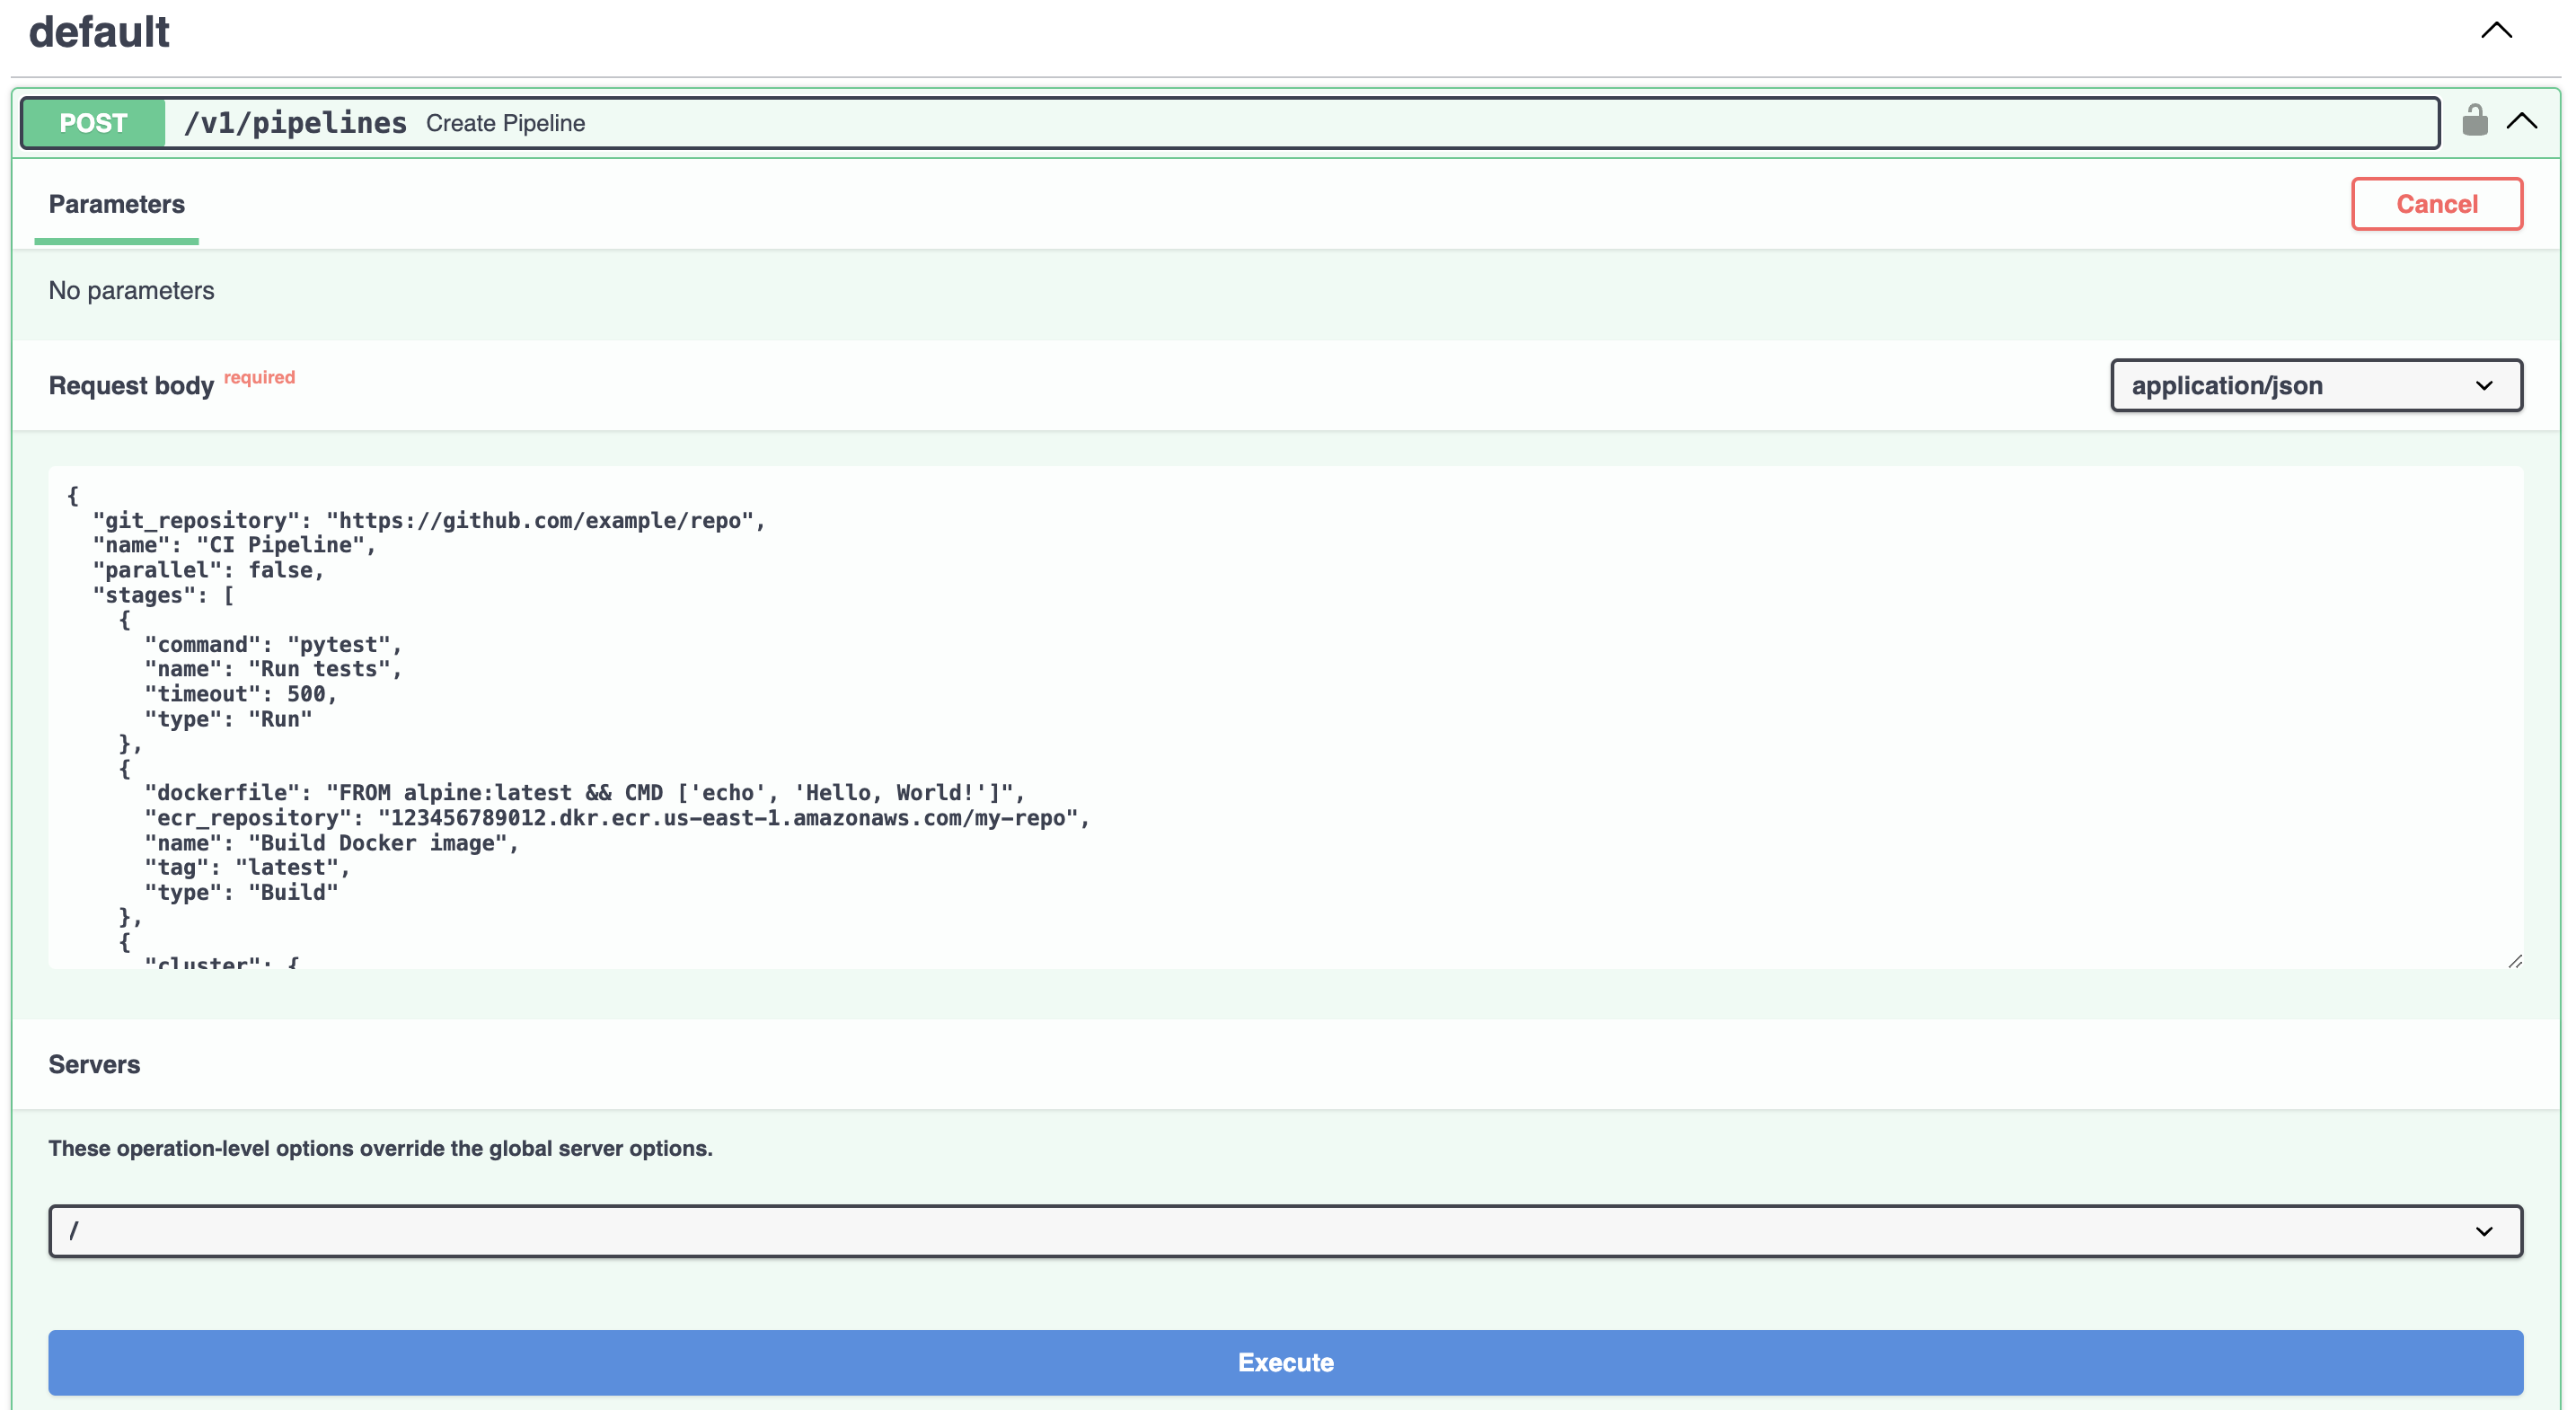 default
POST /v1/pipelines Create Pipeline
Parameters
Cancel
No parameters
Request body required
application/json
{
  "git_repository": "https://github.com/example/repo",
  "name": "CI Pipeline",
  "parallel": false,
  "stages": [
    {
      "command": "pytest",
      "name": "Run tests",
      "timeout": 500,
      "type": "Run"
    },
    {
      "dockerfile": "FROM alpine:latest && CMD ['echo', 'Hello, World!']",
      "ecr_repository": "123456789012.dkr.ecr.us-east-1.amazonaws.com/my-repo",
      "name": "Build Docker image",
      "tag": "latest",
      "type": "Build"
    },
    {
      "cluster": {
Servers
These operation-level options override the global server options.
/
Execute